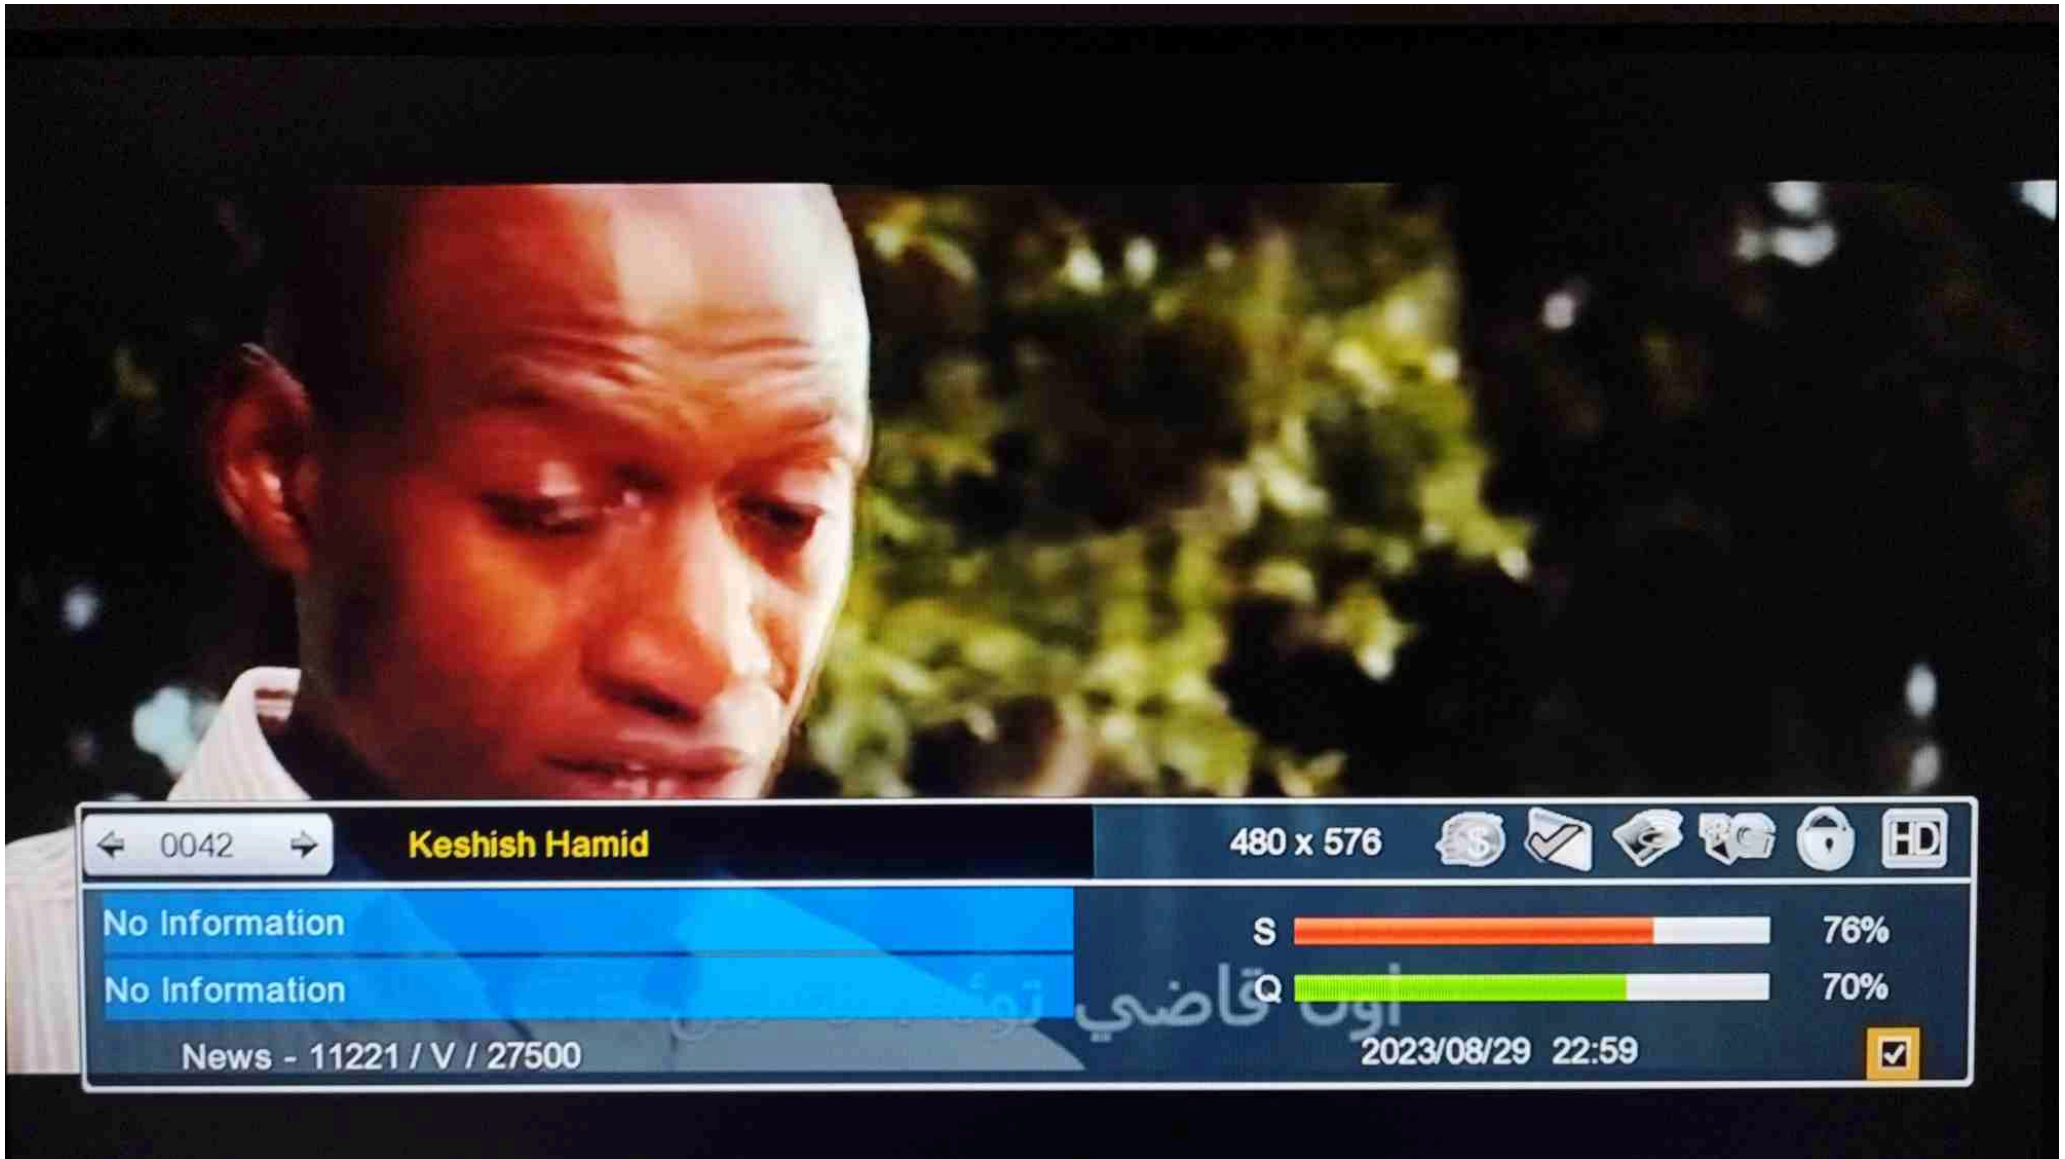 0042 Keshish Hamid 480 x 576 HD
No Information
S 76%
No Information
Q 70%
اون قاضي
News - 11221 / V / 27500 2023/08/29 22:59